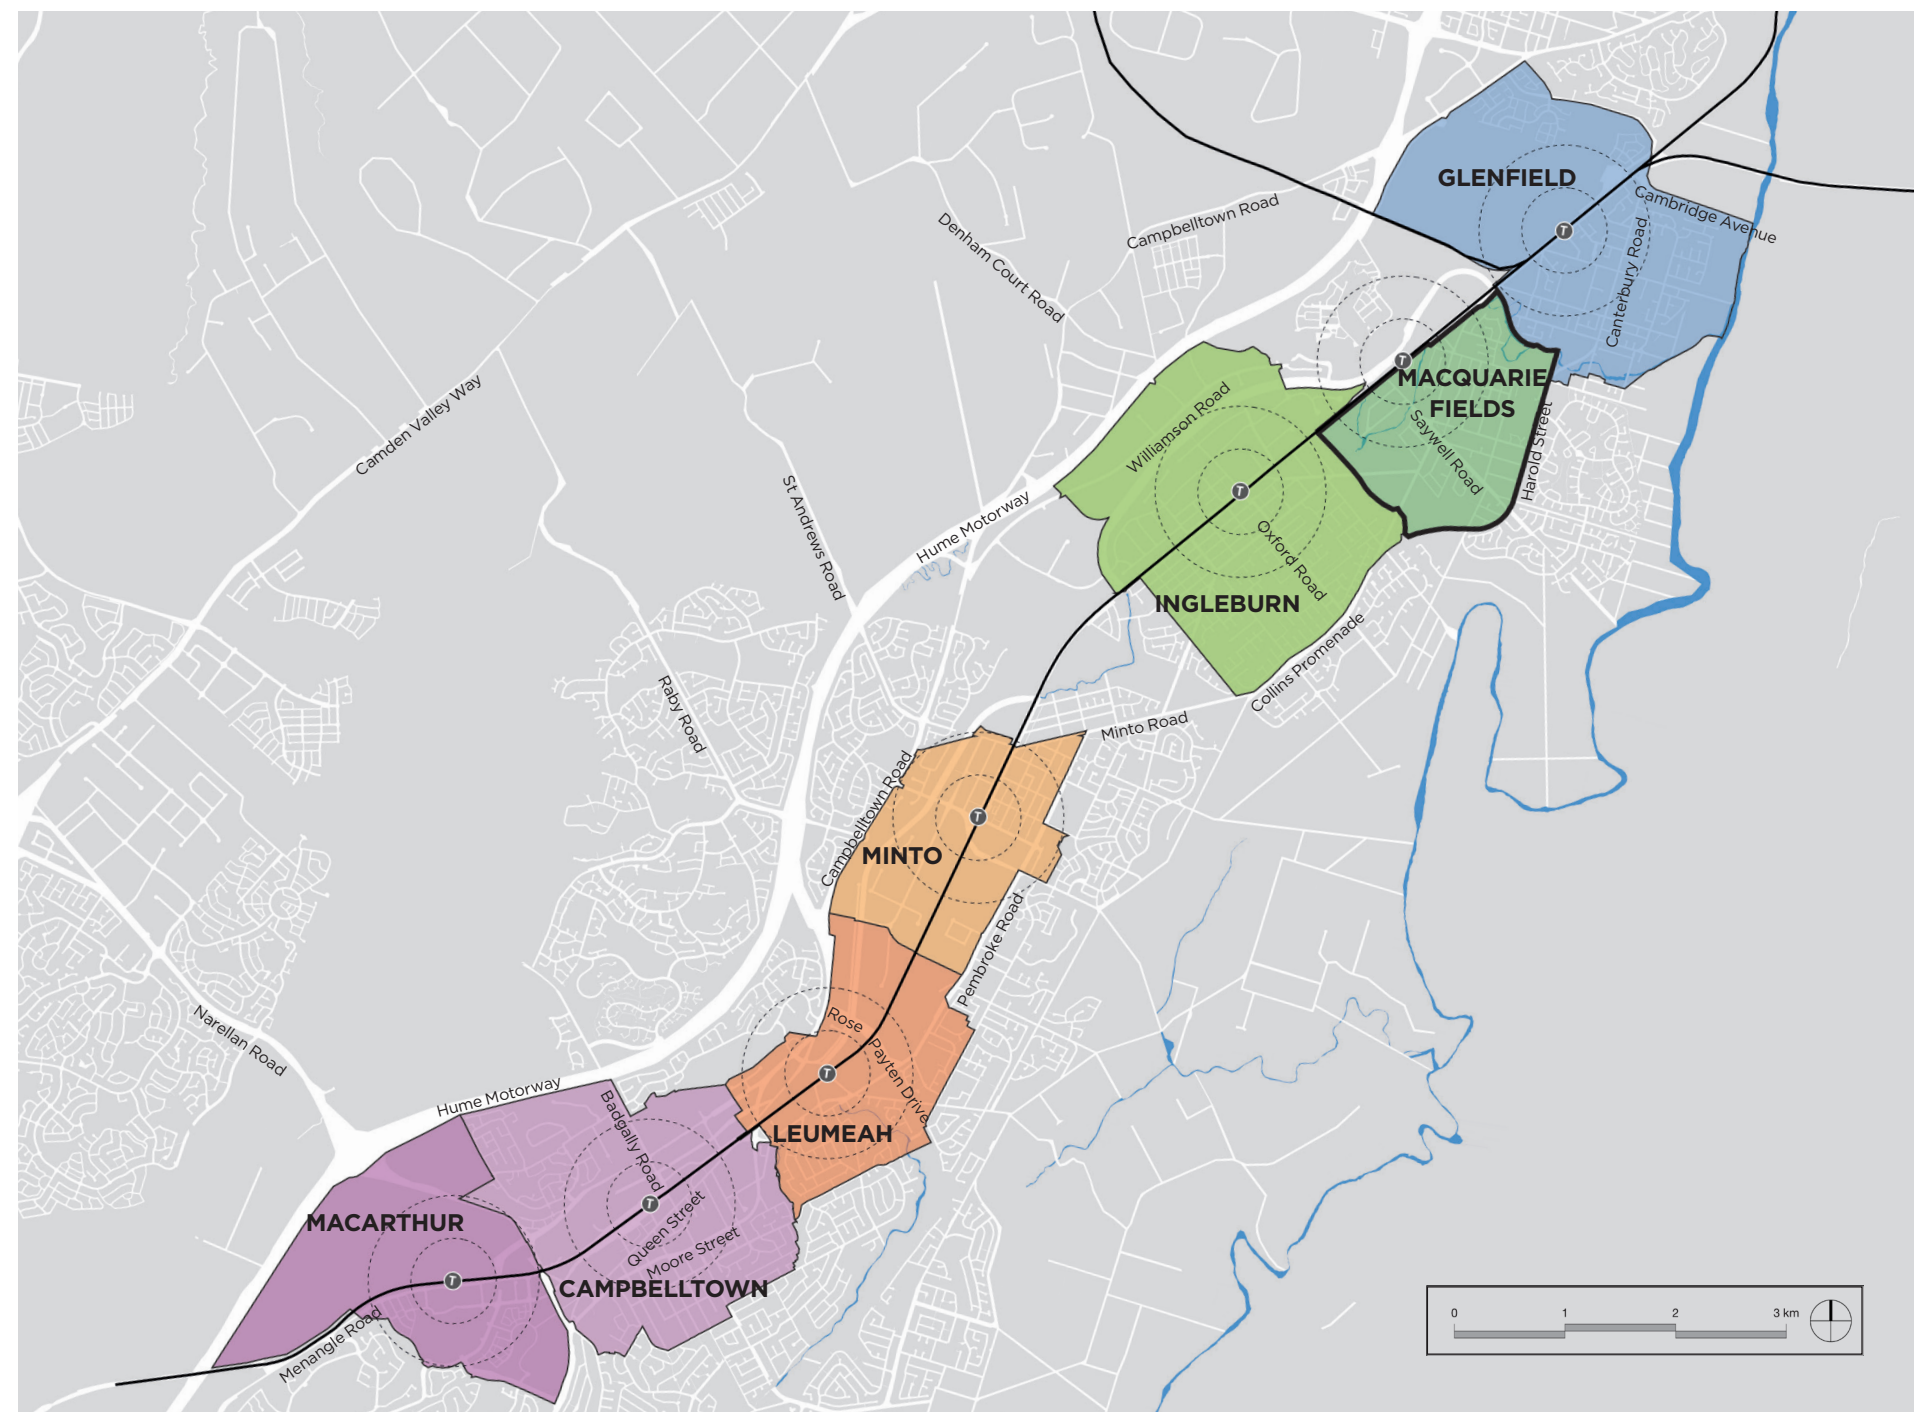 GLENFIELD
Cambridge Avenue
Canterbury Road
Campbelltown Road
Denham Court Road
MACQUARIE
FIELDS
Saywell Road
Harold Street
Williamson Road
Camden Valley Way
St Andrews Road
Hume Motorway
Oxford Road
INGLEBURN
Collins Promenade
Raby Road
Minto Road
Campbelltown Road
MINTO
Pembroke Road
Narellan Road
Rose
Payten Drive
Hume Motorway
Badgally Road
LEUMEAH
MACARTHUR
Queen Street
Moore Street
CAMPBELLTOWN
Menangle Road
0 1 2 3 km
T
T
T
T
T
T
T